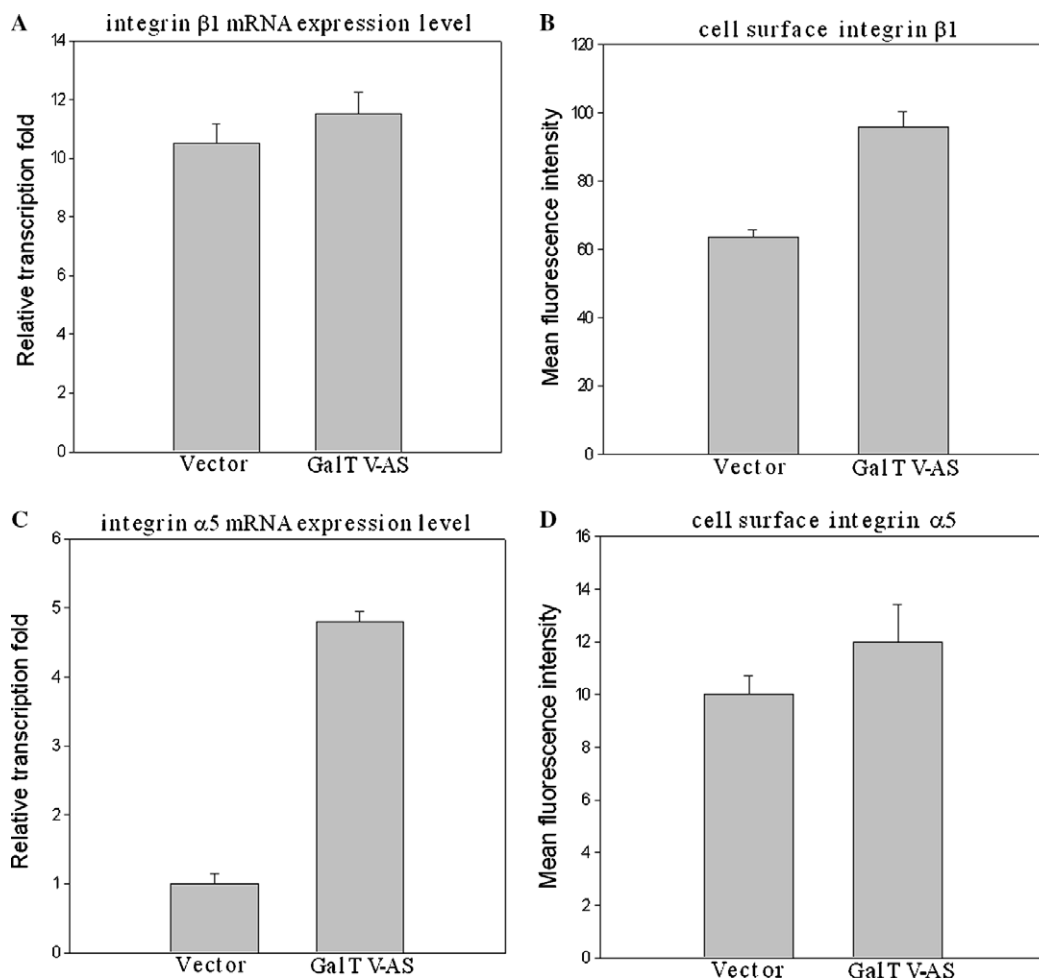 A
integrin β1 mRNA expression level
Relative transcription fold
14
12
10
8
6
4
2
0
Vector
GalT V-AS
B
cell surface integrin β1
Mean fluorescence intensity
120
100
80
60
40
20
0
Vector
GalT V-AS
C
integrin α5 mRNA expression level
Relative transcription fold
6
5
4
3
2
1
0
Vector
GalT V-AS
D
cell surface integrin α5
Mean fluorescence intensity
16
14
12
10
8
6
4
2
0
Vector
GalT V-AS